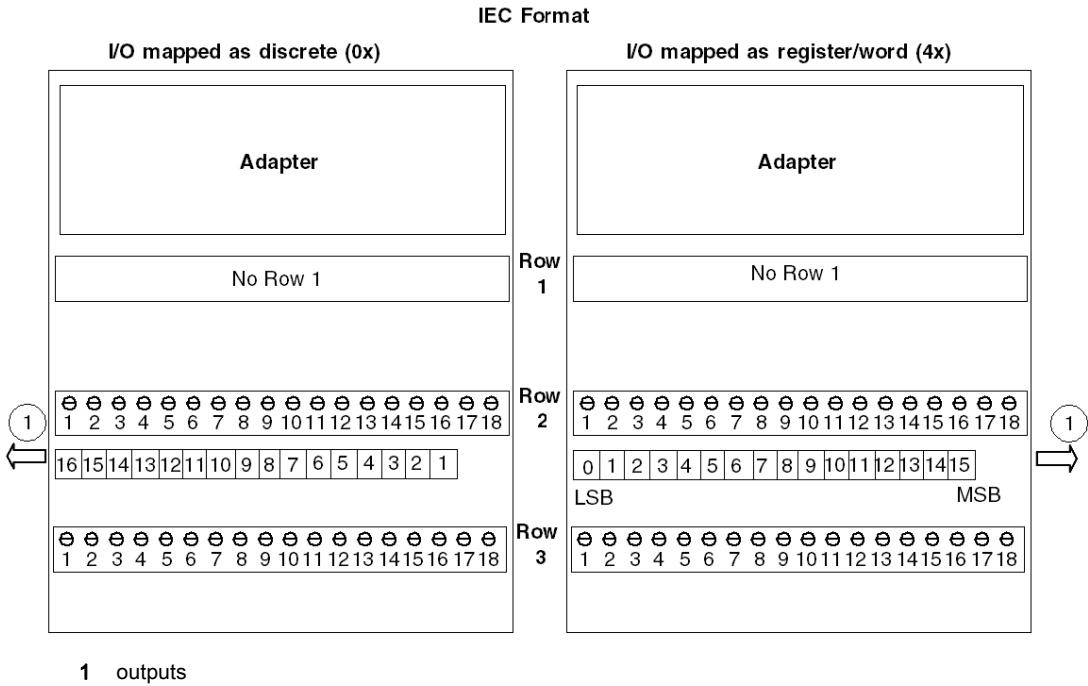 IEC Format
I/O mapped as discrete (0x)
I/O mapped as register/word (4x)
Adapter
Adapter
No Row 1
Row
1
No Row 1
1 2 3 4 5 6 7 8 9 10 11 12 13 14 15 16 17 18
Row
2
1 2 3 4 5 6 7 8 9 10 11 12 13 14 15 16 17 18
1
1
16 15 14 13 12 11 10 9 8 7 6 5 4 3 2 1
0 1 2 3 4 5 6 7 8 9 10 11 12 13 14 15
LSB
MSB
1 2 3 4 5 6 7 8 9 10 11 12 13 14 15 16 17 18
Row
3
1 2 3 4 5 6 7 8 9 10 11 12 13 14 15 16 17 18
1 outputs